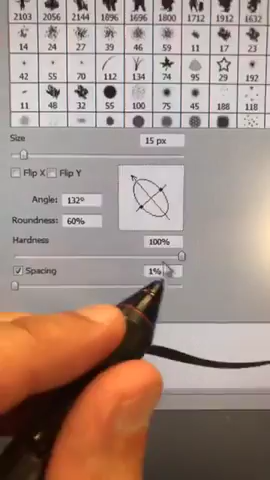 2103 2056 2144 1896 1696 1800 1712 1912 1632
14 24 27 39 46 59 11 17 23
42 55 70 112 134 74 95 29 192
11 48 32 55 100 75 45 188 118
Size 15 px
Flip X Flip Y
Angle: 132°
Roundness: 60%
Hardness 100%
Spacing 1%